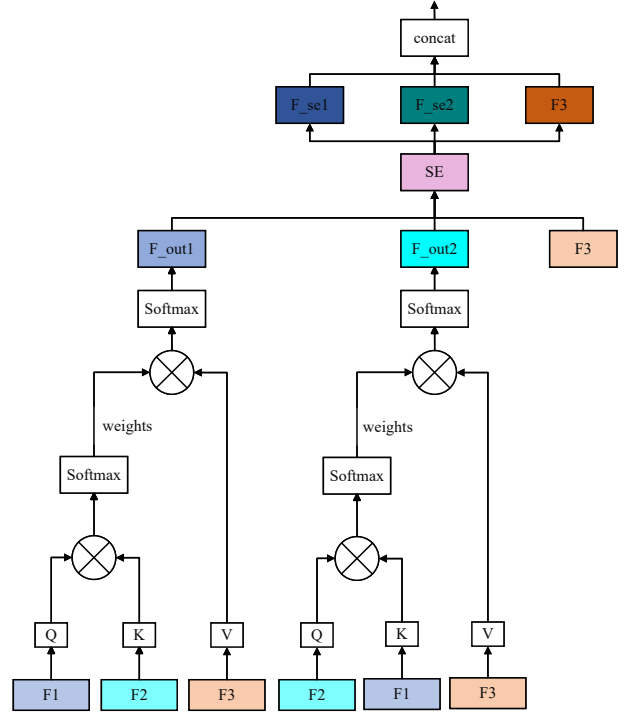 concat
F_se1 F_se2 F3
SE
F_out1 F_out2 F3
Softmax Softmax
weights weights
Softmax Softmax
Q K V Q K V
F1 F2 F3 F2 F1 F3